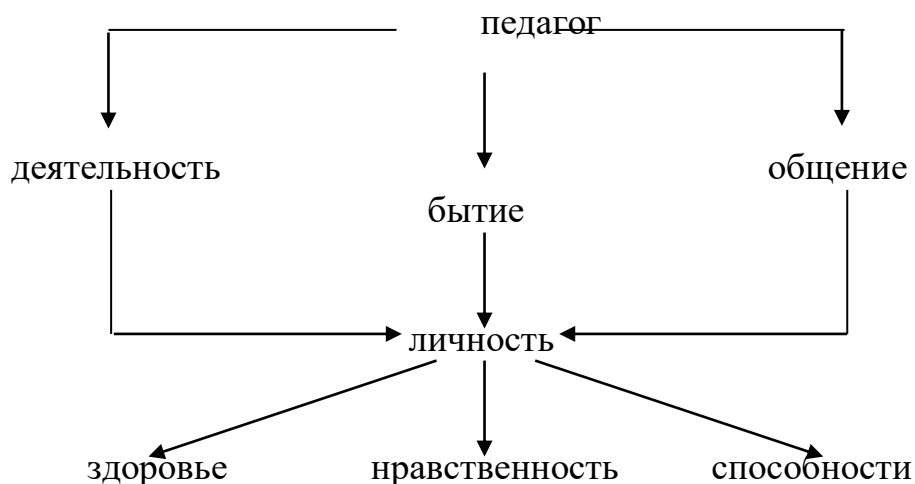 педагог
деятельность
общение
бытие
личность
здоровье нравственность способности